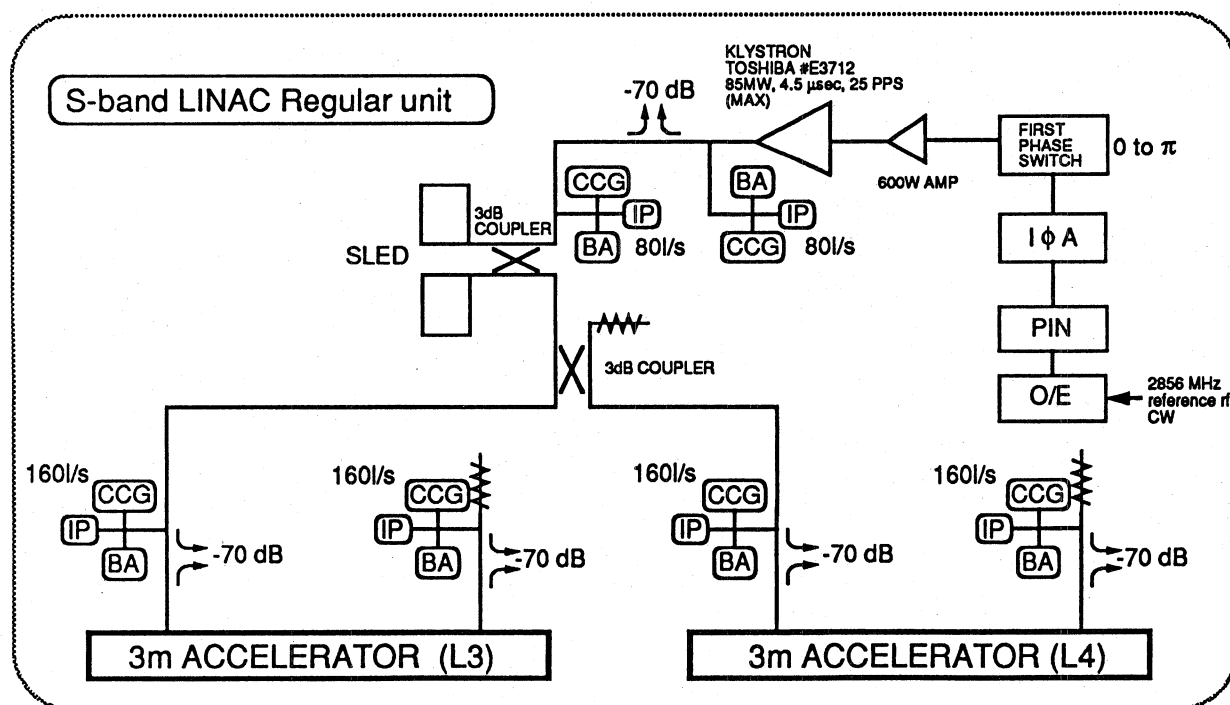 S-band LINAC Regular unit
KLYSTRON
TOSHIBA #E3712
85MW, 4.5 μsec, 25 PPS
(MAX)
-70 dB
600W AMP
FIRST
PHASE
SWITCH
0 to π
CCG
IP
BA
80l/s
BA
IP
CCG
80l/s
3dB
COUPLER
SLED
I ϕ A
PIN
O/E
2856 MHz
reference rf
CW
3dB COUPLER
160l/s
CCG
IP
BA
-70 dB
160l/s
CCG
IP
BA
-70 dB
160l/s
CCG
IP
BA
-70 dB
160l/s
CCG
IP
BA
-70 dB
3m ACCELERATOR (L3)
3m ACCELERATOR (L4)